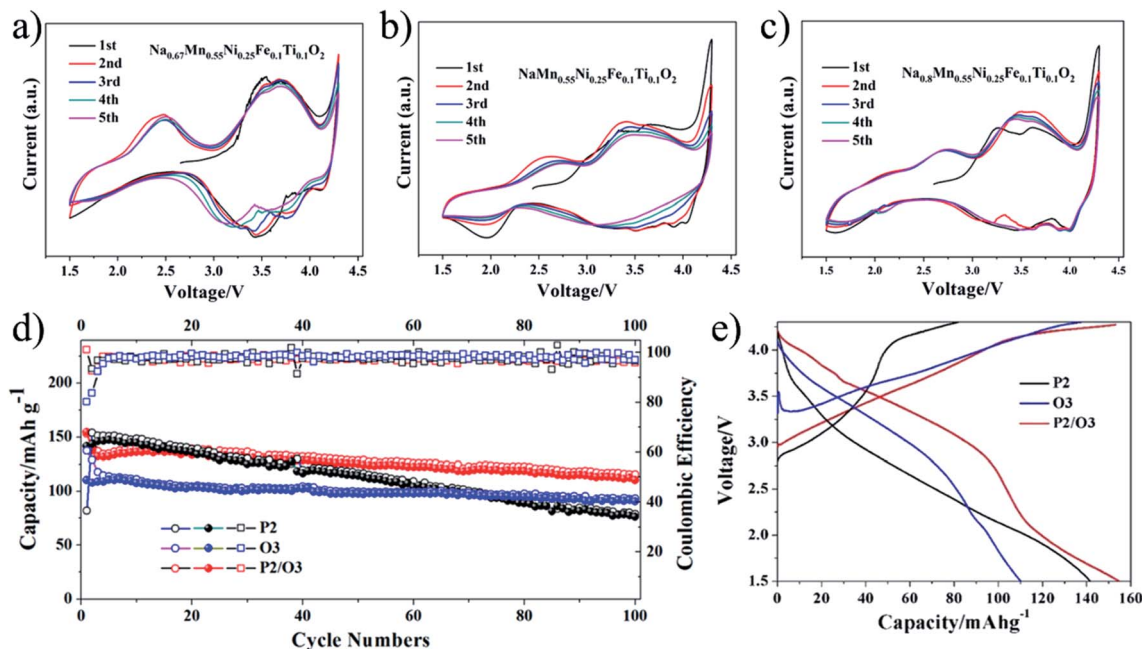 a)
1st
2nd
3rd
4th
5th
Na0.67Mn0.55Ni0.25Fe0.1Ti0.1O2
Current (a.u.)
1.5 2.0 2.5 3.0 3.5 4.0 4.5
Voltage/V
b)
1st
2nd
3rd
4th
5th
NaMn0.55Ni0.25Fe0.1Ti0.1O2
Current (a.u.)
1.5 2.0 2.5 3.0 3.5 4.0 4.5
Voltage/V
c)
1st
2nd
3rd
4th
5th
Na0.8Mn0.55Ni0.25Fe0.1Ti0.1O2
Current (a.u.)
1.5 2.0 2.5 3.0 3.5 4.0 4.5
Voltage/V
d)
0 20 40 60 80 100
Capacity/mAh g-1
200
150
100
75
50
25
0
P2
O3
P2/O3
100
80
60
40
20
Coulombic Efficiency
0 20 40 60 80 100
Cycle Numbers
e)
Voltage/V
4.0
3.5
3.0
2.5
1.5
P2
O3
P2/O3
0 20 40 60 80 100 120 140 160
Capacity/mAhg-1